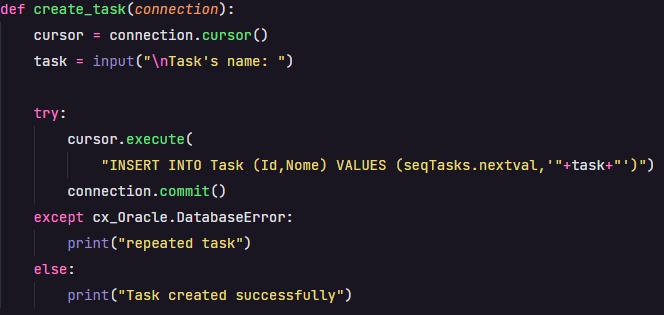 def create_task(connection):
    cursor = connection.cursor()
    task = input("\nTask's name: ")
    try:
        cursor.execute(
            "INSERT INTO Task (Id,Nome) VALUES (seqTasks.nextval,'"+task+"')")
        connection.commit()
    except cx_Oracle.DatabaseError:
        print("repeated task")
    else:
        print("Task created successfully")